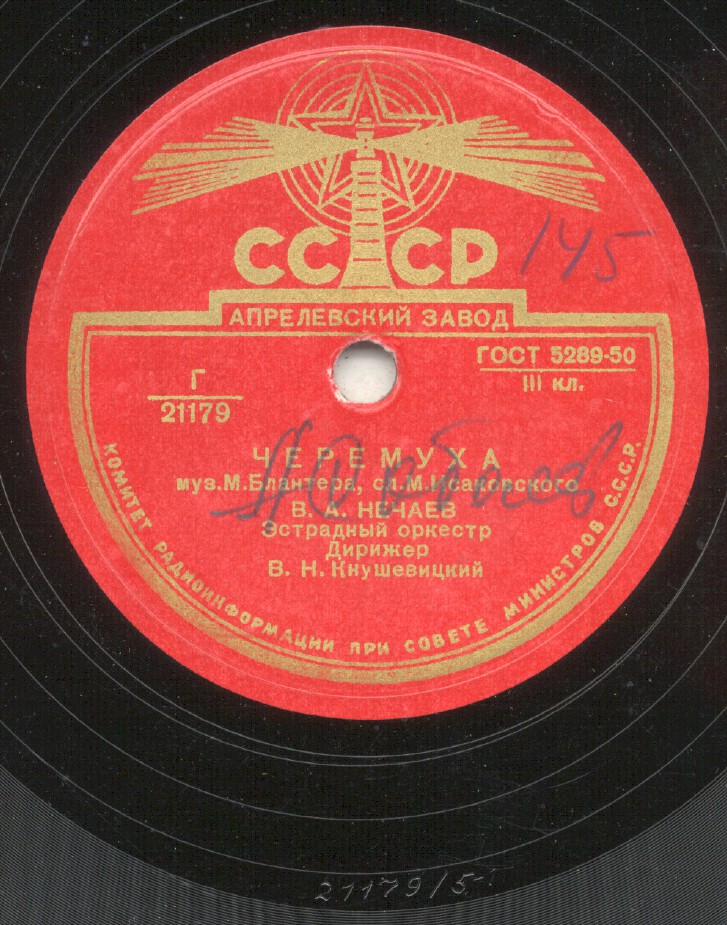 СССР
145
АПРЕЛЕВСКИЙ ЗАВОД
ГОСТ 5289-50
III кл.
Г
21179
ЧЕРЕМУХА
муз.М.Блантера, сл.М.Исаковского
В. А. НЕЧАЕВ
Эстрадный оркестр
Дирижер
В. Н. Кнушевицкий
КОМИТЕТ РАДИОИНФОРМАЦИИ ПРИ СОВЕТЕ МИНИСТРОВ С.С.С.Р.
21179/5